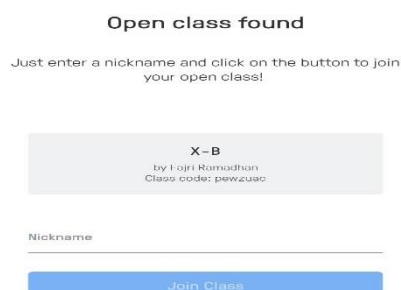 Open class found
Just enter a nickname and click on the button to join
your open class!
X-B
by Fajri Ramadhan
Class code: pewzuac
Nickname
Join Class